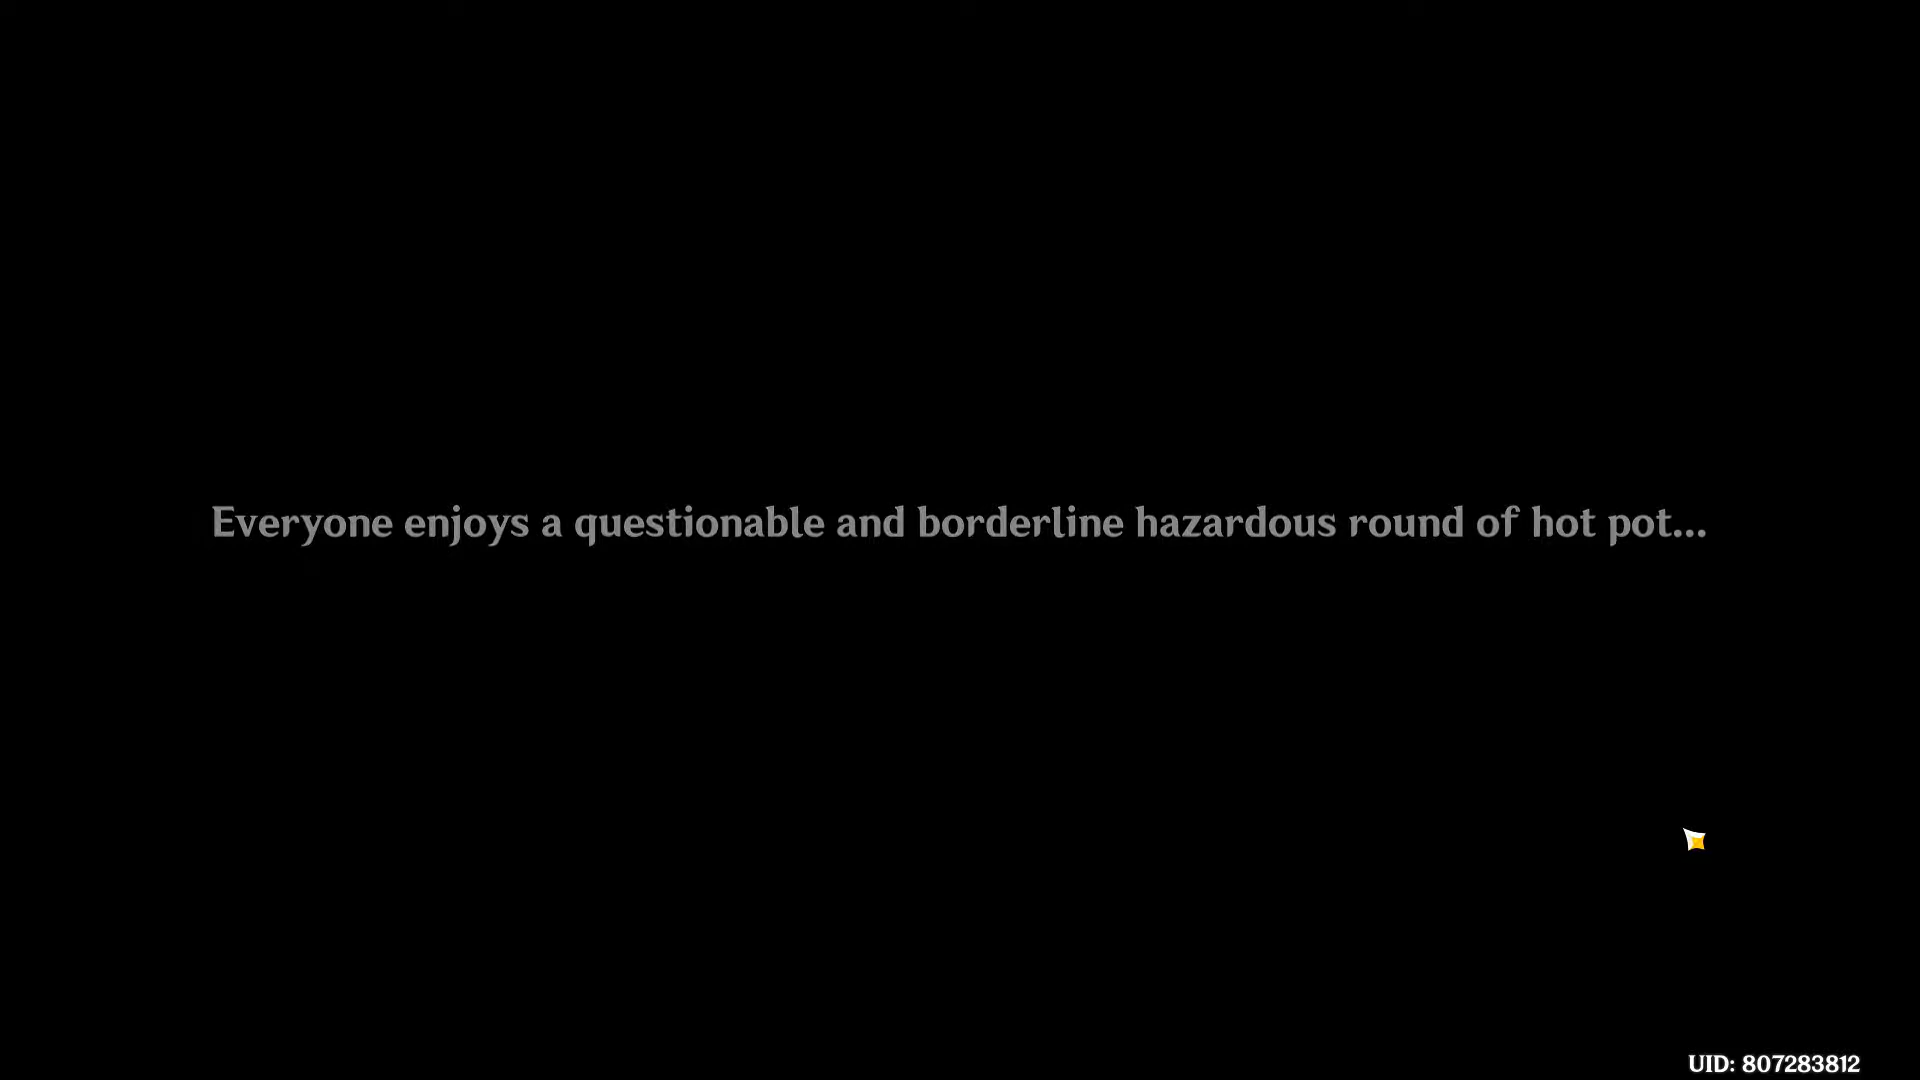 Everyone enjoys a questionable and borderline hazardous round of hot pot...
UID: 807283812